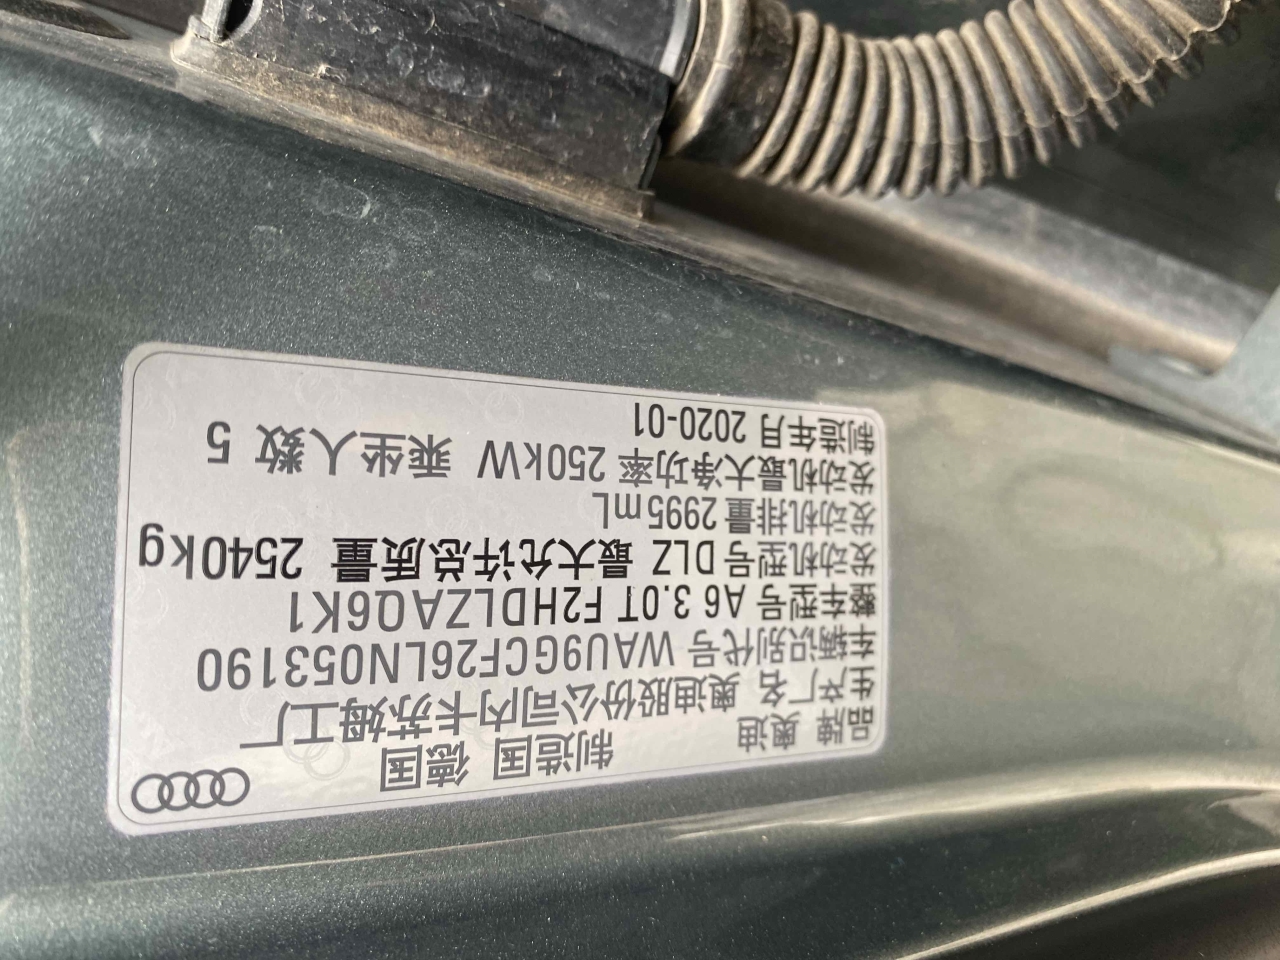 品牌 奥迪 制造国 德国
生产厂名 奥迪股份公司内卡苏姆工厂
车辆识别代号 WAU9GCF26LN053190
整车型号 A6 3.0T F2HDLZAQ6K1
发动机型号 DLZ 最大允许总质量 2540kg
发动机排量 2995mL
发动机最大净功率 250kW 乘坐人数 5
制造年月 2020-01